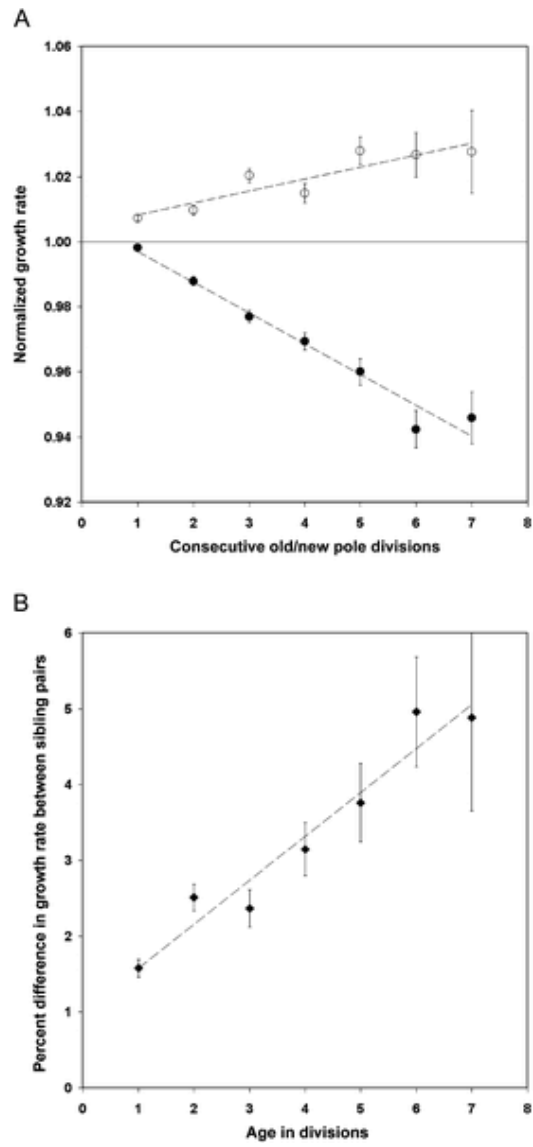 A
1.06
1.04
1.02
1.00
0.98
0.96
0.94
0.92
Normalized growth rate
0 1 2 3 4 5 6 7 8
Consecutive old/new pole divisions
B
6
5
4
3
2
1
0
Percent difference in growth rate between sibling pairs
0 1 2 3 4 5 6 7 8
Age in divisions